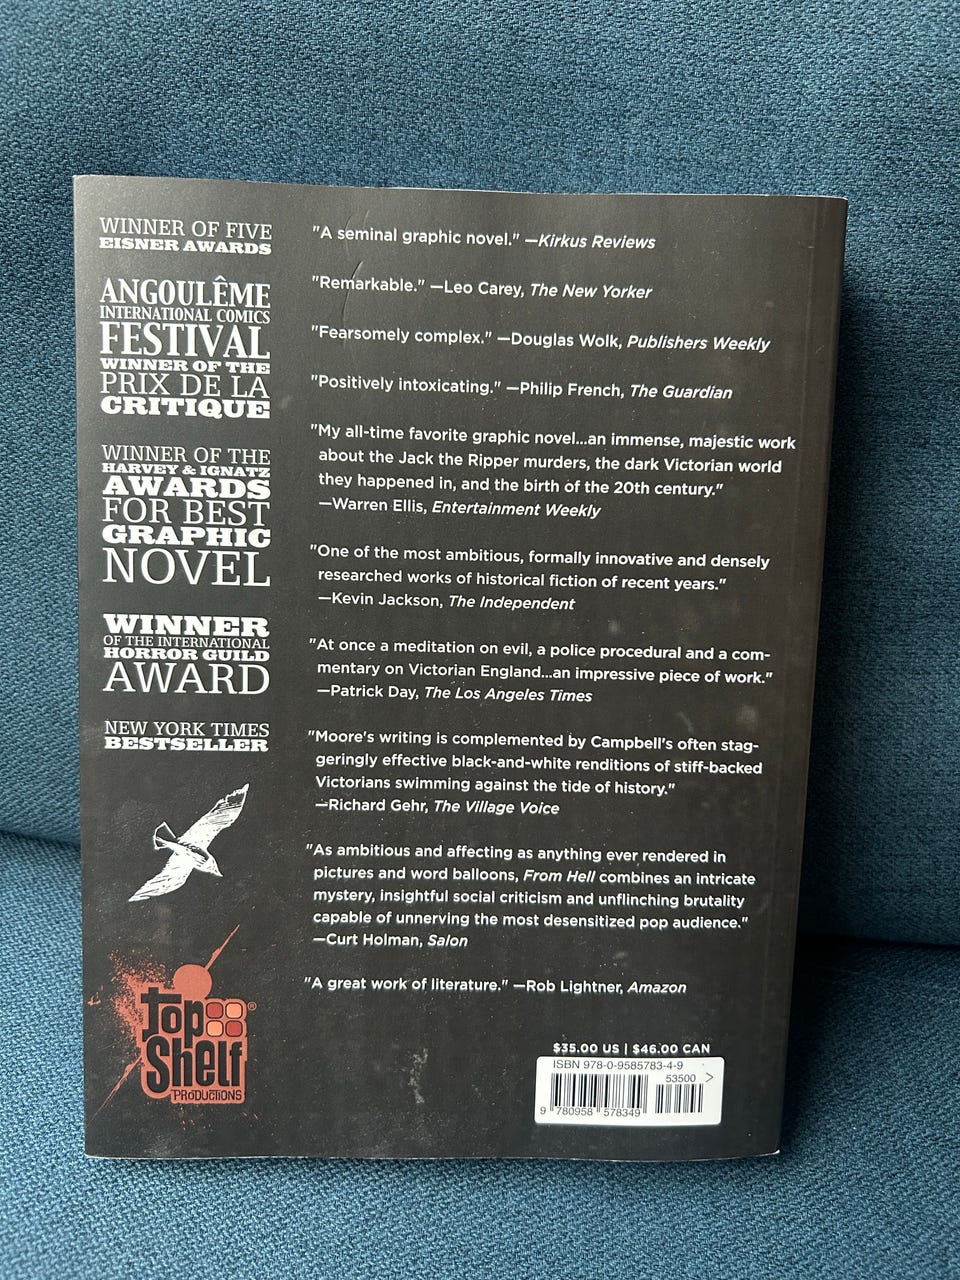 WINNER OF FIVE
EISNER AWARDS
ANGOULÊME
INTERNATIONAL COMICS
FESTIVAL
WINNER OF THE
PRIX DE LA
CRITIQUE
WINNER OF THE
HARVEY & IGNATZ
AWARDS
FOR BEST
GRAPHIC
NOVEL
WINNER
OF THE INTERNATIONAL
HORROR GUILD
AWARD
NEW YORK TIMES
BESTSELLER
Top
Shelf
PRODUCTIONS
®
"A seminal graphic novel." —Kirkus Reviews
"Remarkable." —Leo Carey, The New Yorker
"Fearsomely complex." —Douglas Wolk, Publishers Weekly
"Positively intoxicating." —Philip French, The Guardian
"My all-time favorite graphic novel...an immense, majestic work
about the Jack the Ripper murders, the dark Victorian world
they happened in, and the birth of the 20th century."
—Warren Ellis, Entertainment Weekly
"One of the most ambitious, formally innovative and densely
researched works of historical fiction of recent years."
—Kevin Jackson, The Independent
"At once a meditation on evil, a police procedural and a com-
mentary on Victorian England...an impressive piece of work."
—Patrick Day, The Los Angeles Times
"Moore's writing is complemented by Campbell's often stag-
geringly effective black-and-white renditions of stiff-backed
Victorians swimming against the tide of history."
—Richard Gehr, The Village Voice
"As ambitious and affecting as anything ever rendered in
pictures and word balloons, From Hell combines an intricate
mystery, insightful social criticism and unflinching brutality
capable of unnerving the most desensitized pop audience."
—Curt Holman, Salon
"A great work of literature." —Rob Lightner, Amazon
$35.00 US | $46.00 CAN
ISBN 978-0-9585783-4-9
53500 >
9 780958 578349